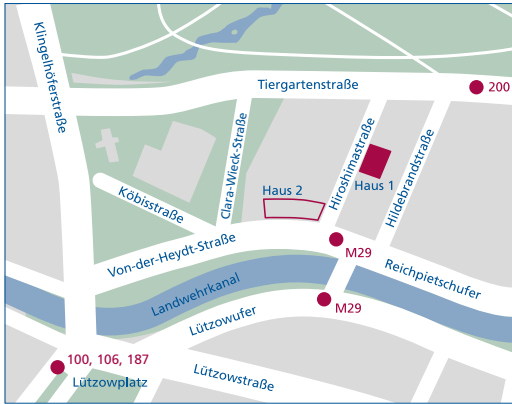 Klingelhöferstraße
Tiergartenstraße
200
Clara-Wieck-Straße
Hiroshimastraße
Hildebrandstraße
Haus 1
Haus 2
Köbisstraße
Von-der-Heydt-Straße
M29
Reichpietschufer
Landwehrkanal
M29
Lützowufer
100, 106, 187
Lützowplatz
Lützowstraße